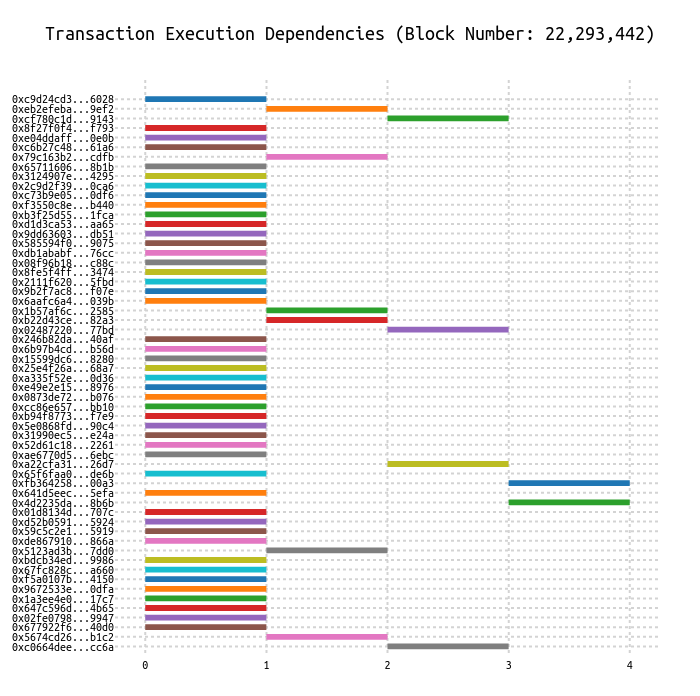 Transaction Execution Dependencies (Block Number: 22,293,442)
0xc9d24cd3...6028
0xeb2efeba...9ef2
0xcf780c1d...9143
0x8f27f0f4...f793
0xe04ddaff...0e0b
0xc6b27c48...61a6
0x79c163b2...cdfb
0x65711606...8b1b
0x3124907e...4295
0x2c9d2f39...0ca6
0xc73b9e05...0df6
0xf3550c8e...b440
0xb3f25d55...1fca
0xd1d3ca53...aa65
0x9dd63603...db51
0x585594f0...9075
0xdb1ababf...76cc
0x08f96b18...c88c
0x8fe5f4ff...3474
0x2111f620...5fbd
0x9b2f7ac8...f07e
0x6aafc6a4...039b
0x1b57af6c...2585
0xb22d43ce...82a3
0x02487220...77bd
0x246b82da...40af
0x6b97b4cd...b56d
0x15599dc6...8280
0x25e4f26a...68a7
0xa335f52e...0d36
0xe49e2e15...8976
0x0873de72...b076
0xcc86e657...bb10
0xb94f8773...f7e9
0x5e0868fd...90c4
0x31990ec5...e24a
0x52d61c18...2261
0xae6770d5...6ebc
0xa22cfa31...26d7
0x65f6faa0...de6b
0xfb364258...00a3
0x641d5eec...5efa
0x4d2235da...8b6b
0x01d8134d...707c
0xd52b0591...5924
0x59c5c2e1...5919
0xde867910...866a
0x5123ad3b...7dd0
0xbdcb34ed...9986
0x67fc828c...a660
0xf5a0107b...4150
0x9672533e...0dfa
0x1a3ee4e0...17c7
0x647c596d...4b65
0x02fe0798...9947
0x677922f6...40d0
0x5674cd26...b1c2
0xc0664dee...cc6a
0 1 2 3 4